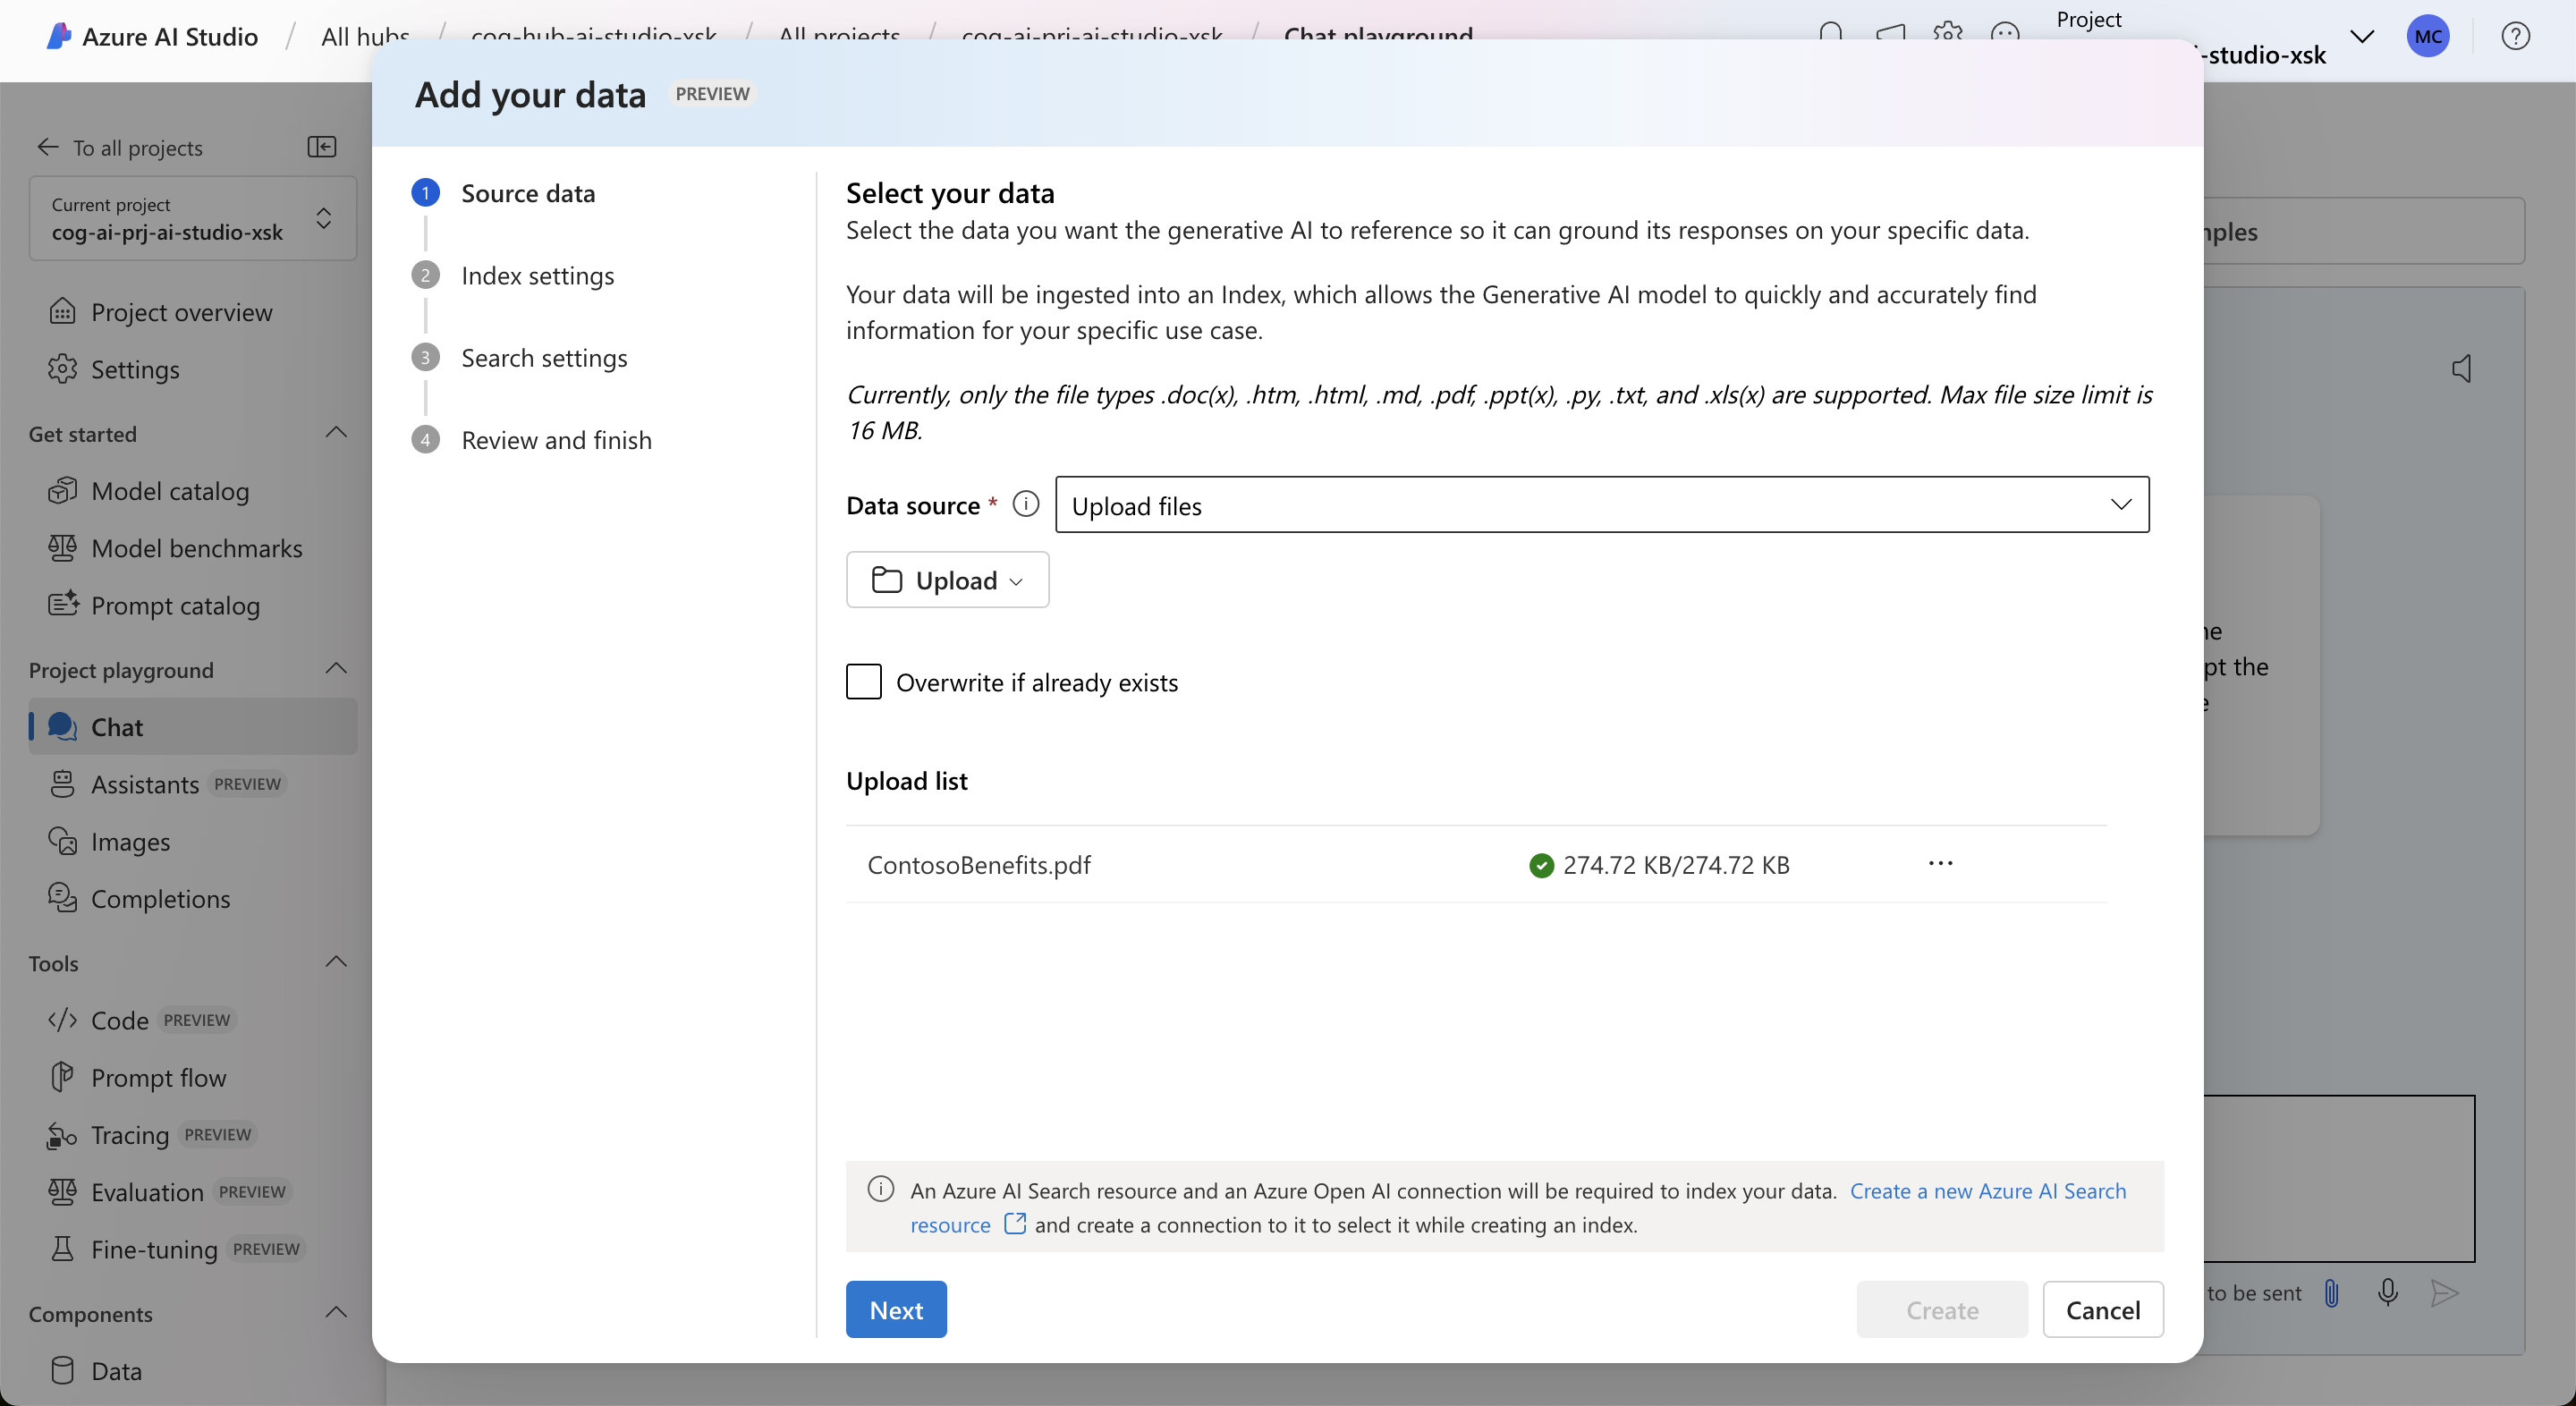 Azure AI Studio / All hubs / cog-hub-ai-studio-xsk / All projects / cog-ai-prj-ai-studio-xsk / Chat playground
Project
-studio-xsk
MC
Add your data PREVIEW
To all projects
Current project
cog-ai-prj-ai-studio-xsk
Project overview
Settings
Get started
Model catalog
Model benchmarks
Prompt catalog
Project playground
Chat
Assistants PREVIEW
Images
Completions
Tools
Code PREVIEW
Prompt flow
Tracing PREVIEW
Evaluation PREVIEW
Fine-tuning PREVIEW
Components
Data
1 Source data
2 Index settings
3 Search settings
4 Review and finish
Select your data
Select the data you want the generative AI to reference so it can ground its responses on your specific data.
Your data will be ingested into an Index, which allows the Generative AI model to quickly and accurately find
information for your specific use case.
Currently, only the file types .doc(x), .htm, .html, .md, .pdf, .ppt(x), .py, .txt, and .xls(x) are supported. Max file size limit is
16 MB.
Data source * Upload files
Upload
Overwrite if already exists
Upload list
ContosoBenefits.pdf 274.72 KB/274.72 KB ...
An Azure AI Search resource and an Azure Open AI connection will be required to index your data. Create a new Azure AI Search
resource and create a connection to it to select it while creating an index.
Next
Create
Cancel
pt the
to be sent